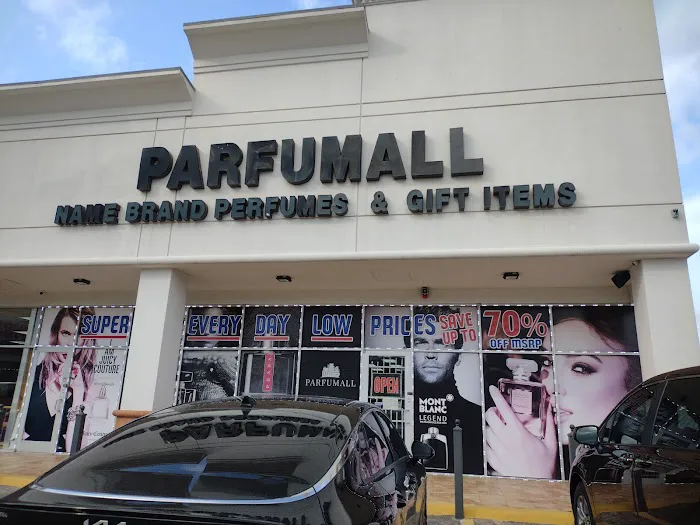 PARFUMALL
NAME BRAND PERFUMES & GIFT ITEMS
SUPER EVERY DAY LOW PRICES SAVE UP TO 70% OFF MSRP
I AM
JUICY
COUTURE
PARFUMALL
OPEN
MONT
BLANC
LEGEND